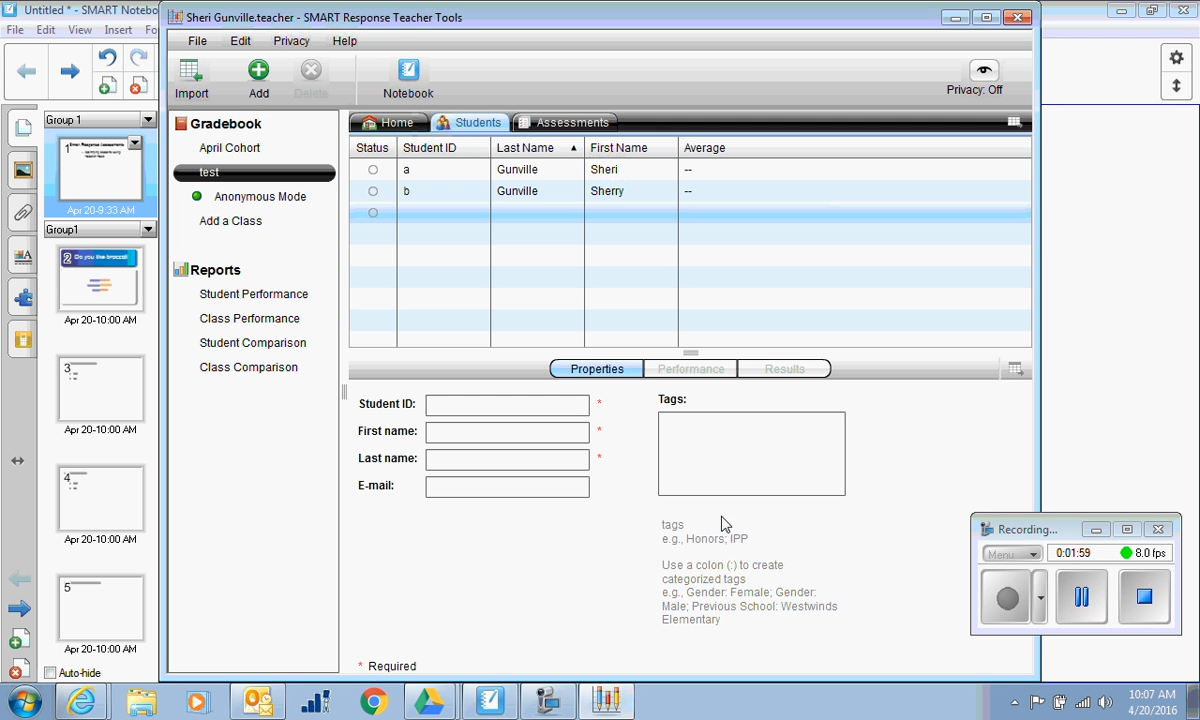 Untitled * - SMART Notebo
File Edit View Insert Fo
Group 1
1 Smart Response Assessments
Apr 20-9:33 AM
Group1
2 Do you like broccoli
Apr 20-10:00 AM
3
Apr 20-10:00 AM
4
Apr 20-10:00 AM
5
Apr 20-10:00 AM
Auto-hide
Sheri Gunville.teacher - SMART Response Teacher Tools
File Edit Privacy Help
Import Add Delete Notebook Privacy: Off
Gradebook
April Cohort
test
Anonymous Mode
Add a Class
Reports
Student Performance
Class Performance
Student Comparison
Class Comparison
Home Students Assessments
Status Student ID Last Name First Name Average
a Gunville Sheri --
b Gunville Sherry --
Properties Performance Results
Student ID: *
First name: *
Last name: *
E-mail:
Tags:
tags
e.g., Honors; IPP
Use a colon (:) to create
categorized tags
e.g., Gender: Female; Gender:
Male; Previous School: Westwinds
Elementary
* Required
Recording...
Menu 0:01:59 8.0 fps
10:07 AM
4/20/2016